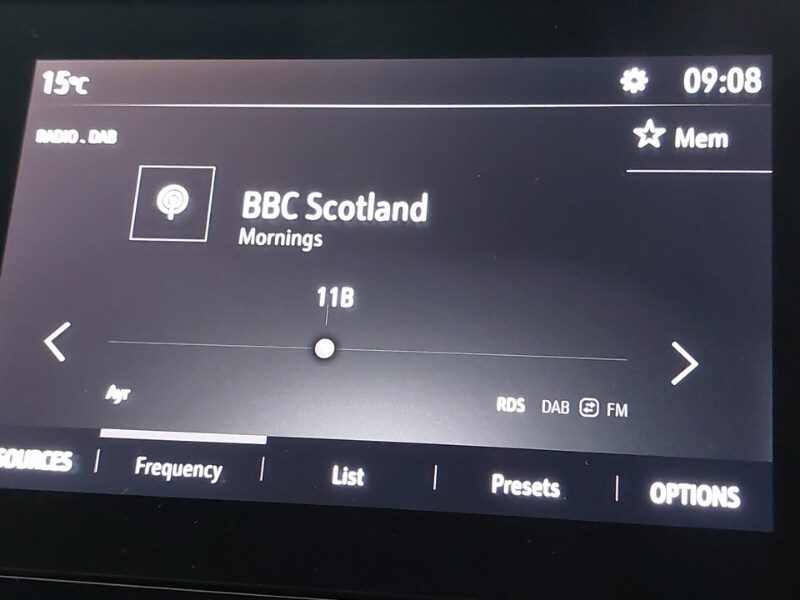 15°C 09:08
RADIO . DAB
Mem
BBC Scotland
Mornings
11B
Ayr
RDS DAB FM
SOURCES | Frequency | List | Presets | OPTIONS